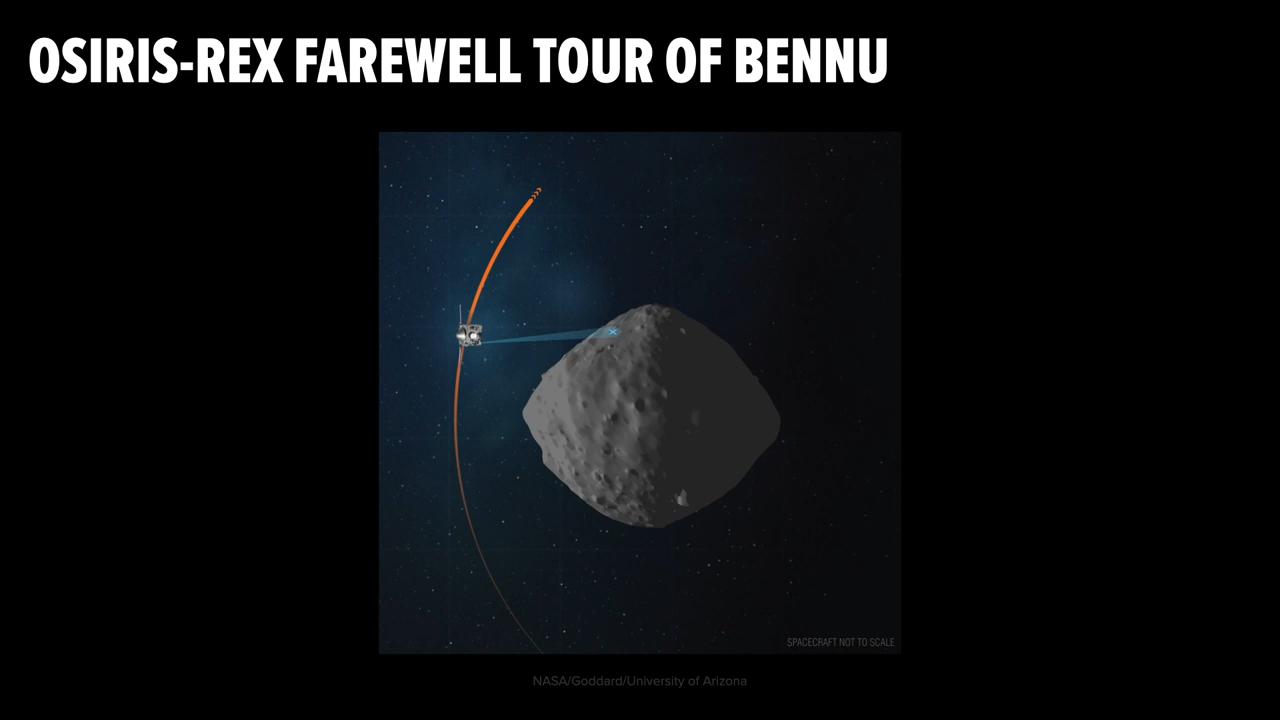 OSIRIS-REX FAREWELL TOUR OF BENNU
SPACECRAFT NOT TO SCALE
NASA/Goddard/University of Arizona